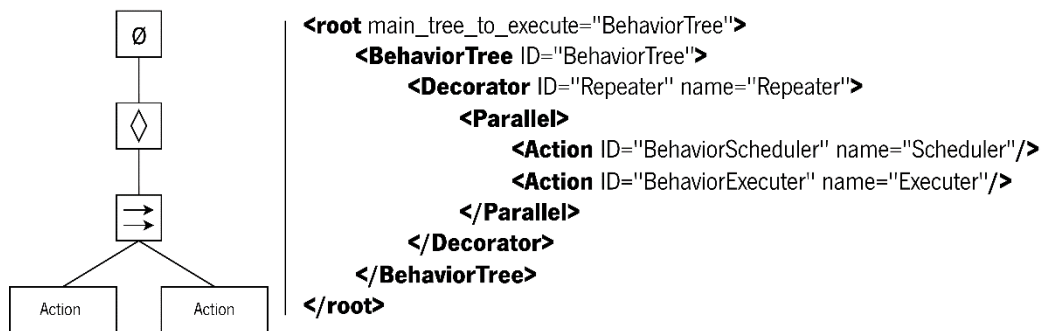 Ø
Action
Action
<root main_tree_to_execute="BehaviorTree">
<BehaviorTree ID="BehaviorTree">
<Decorator ID="Repeater" name="Repeater">
<Parallel>
<Action ID="BehaviorScheduler" name="Scheduler"/>
<Action ID="BehaviorExecuter" name="Executer"/>
</Parallel>
</Decorator>
</BehaviorTree>
</root>